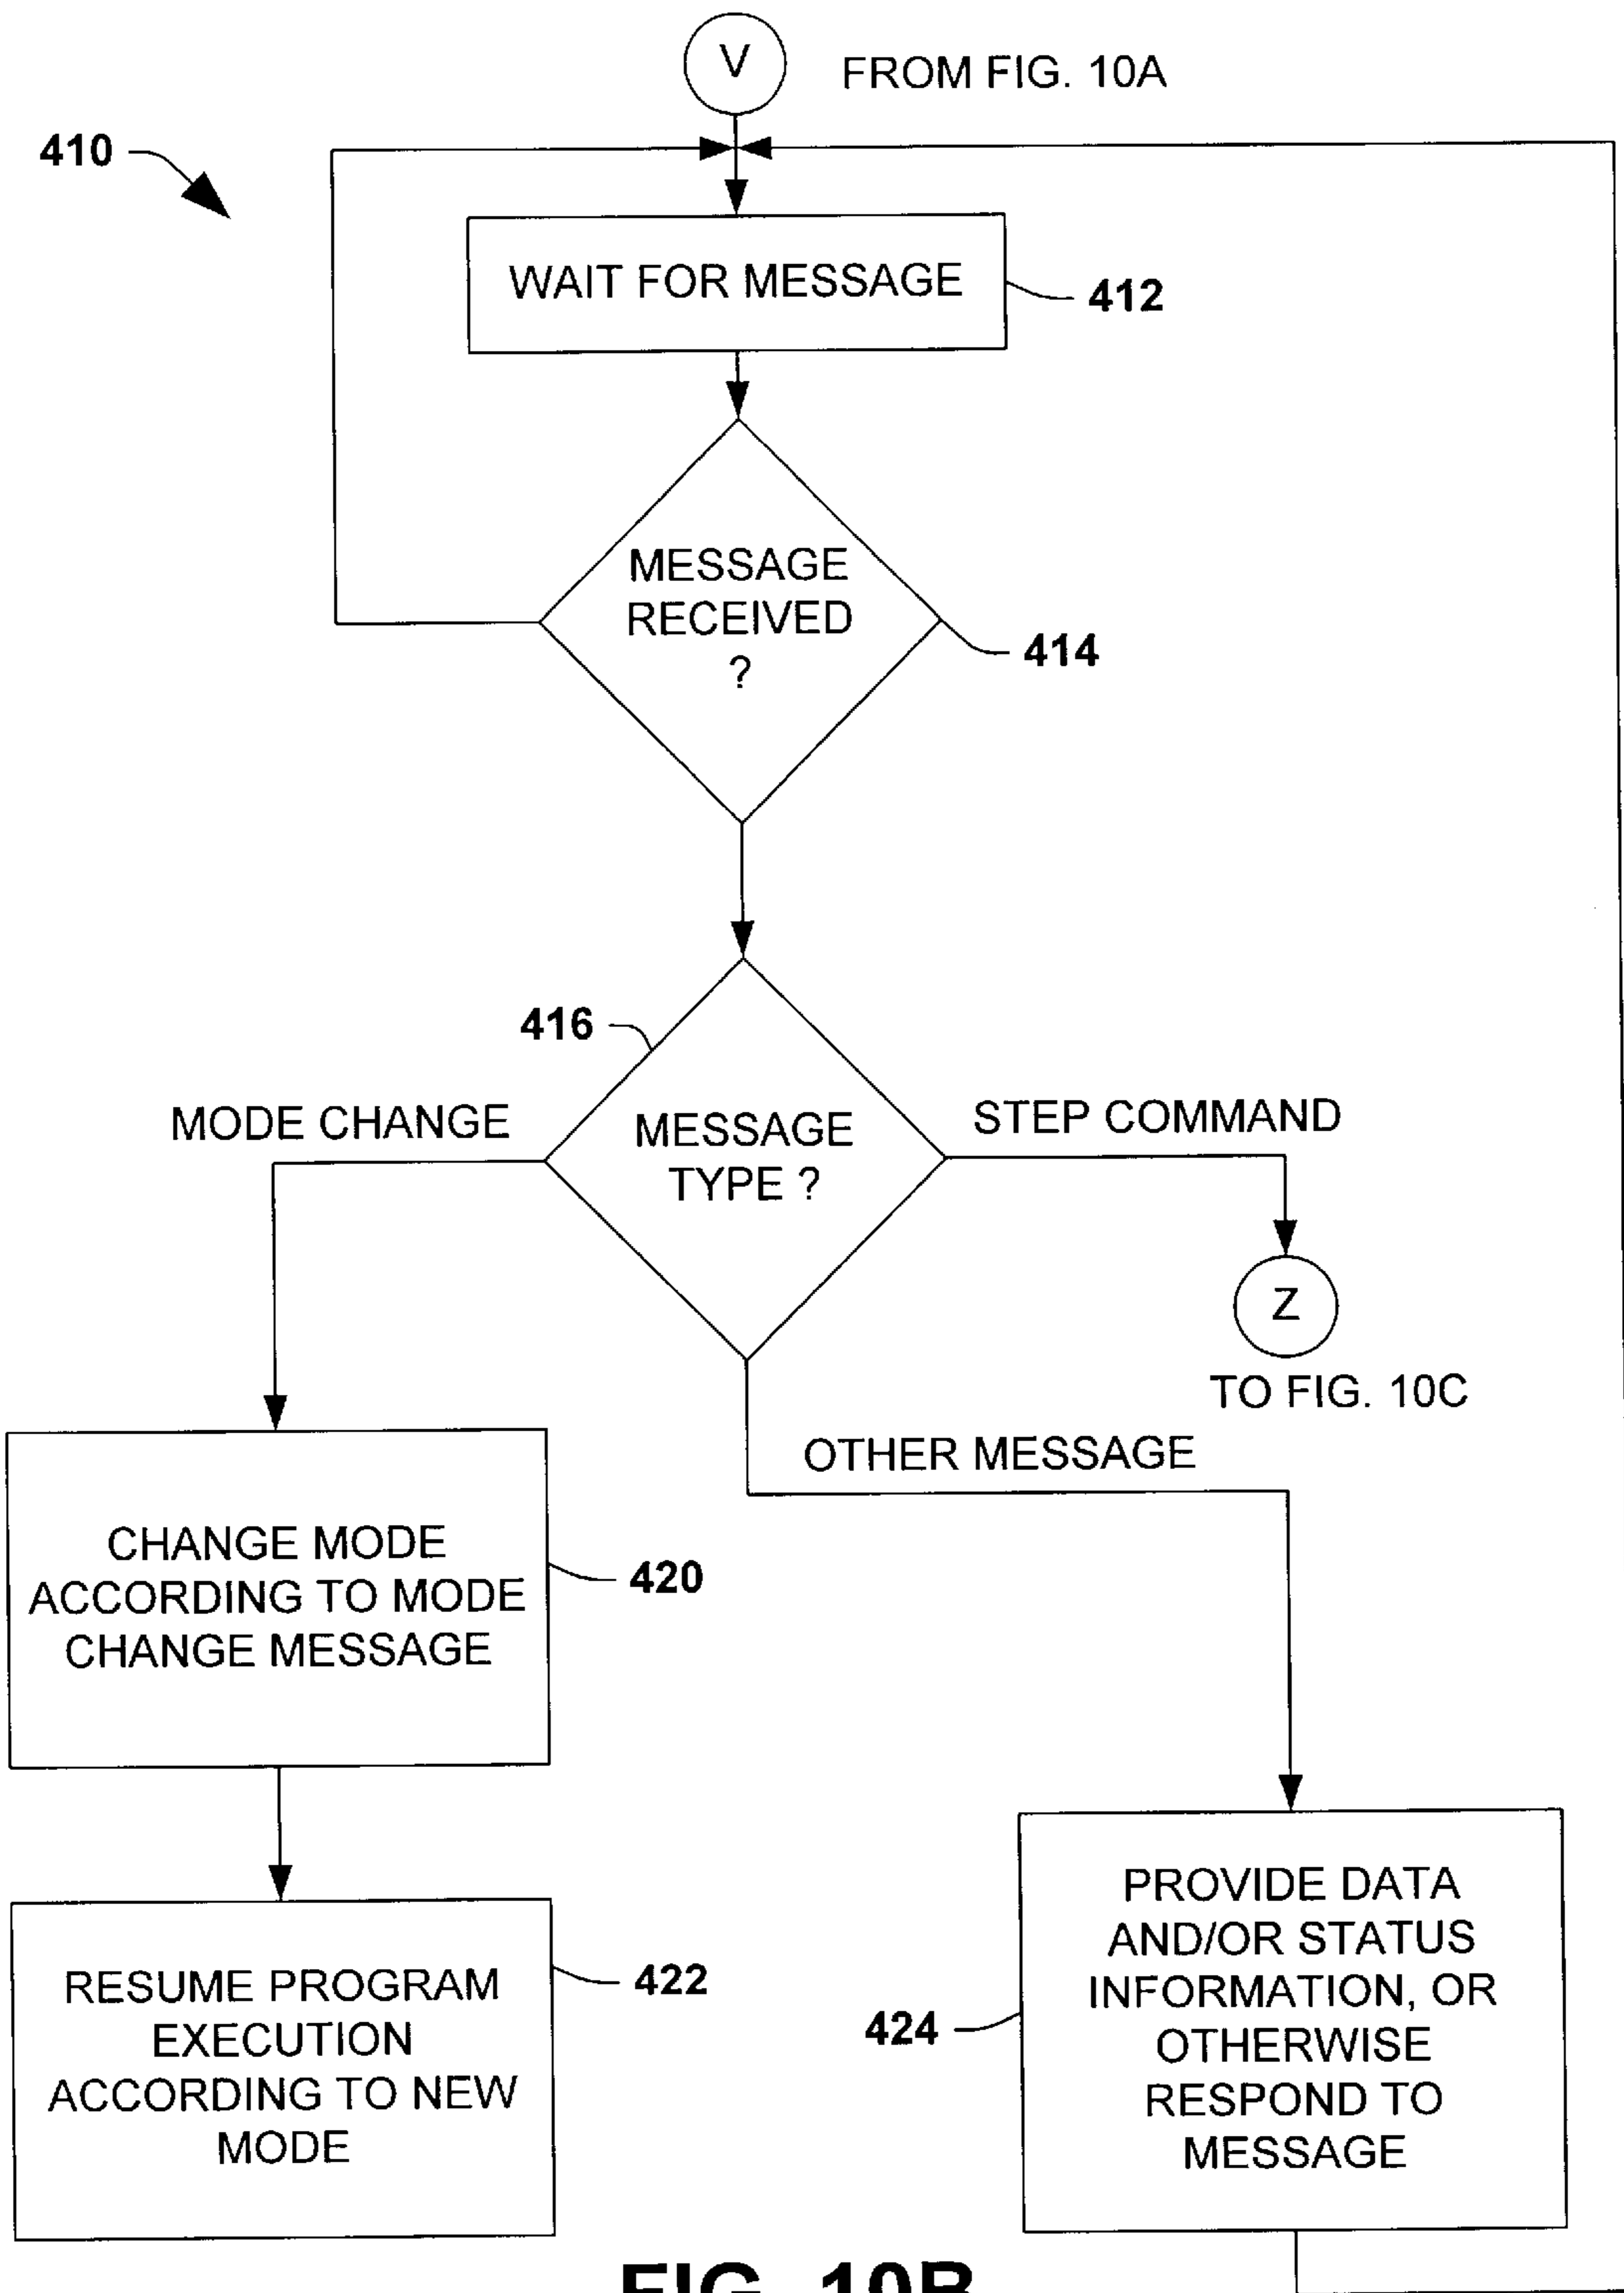 V
FROM FIG. 10A
410
WAIT FOR MESSAGE
412
MESSAGE
RECEIVED
?
414
416
MODE CHANGE
MESSAGE
TYPE ?
STEP COMMAND
Z
TO FIG. 10C
OTHER MESSAGE
CHANGE MODE
ACCORDING TO MODE
CHANGE MESSAGE
420
RESUME PROGRAM
EXECUTION
ACCORDING TO NEW
MODE
422
424
PROVIDE DATA
AND/OR STATUS
INFORMATION, OR
OTHERWISE
RESPOND TO
MESSAGE
FIG. 10B